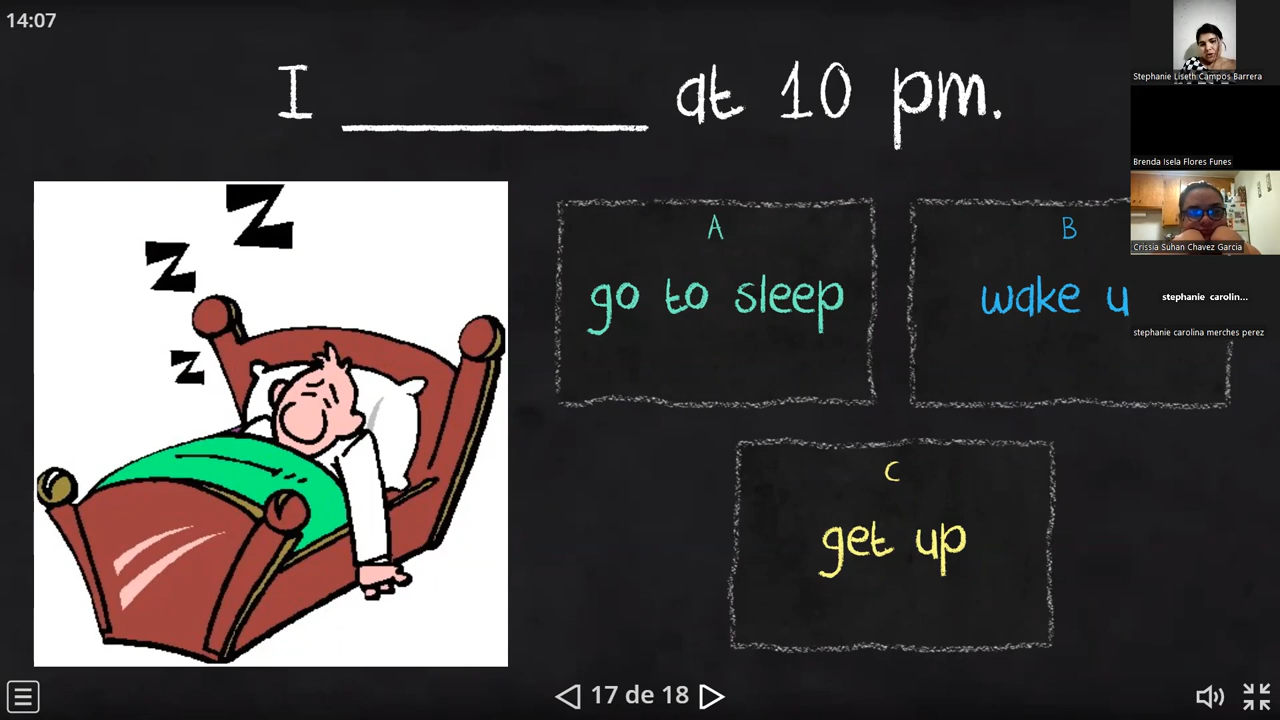 14:07
I __________ at 10 pm.
Z
Z
Z
A
go to sleep
B
wake u
C
get up
17 de 18
Stephanie Liseth Campos Barrera
Brenda Isela Flores Funes
Crissia Suhan Chavez Garcia
stephanie carolin...
stephanie carolina merches perez